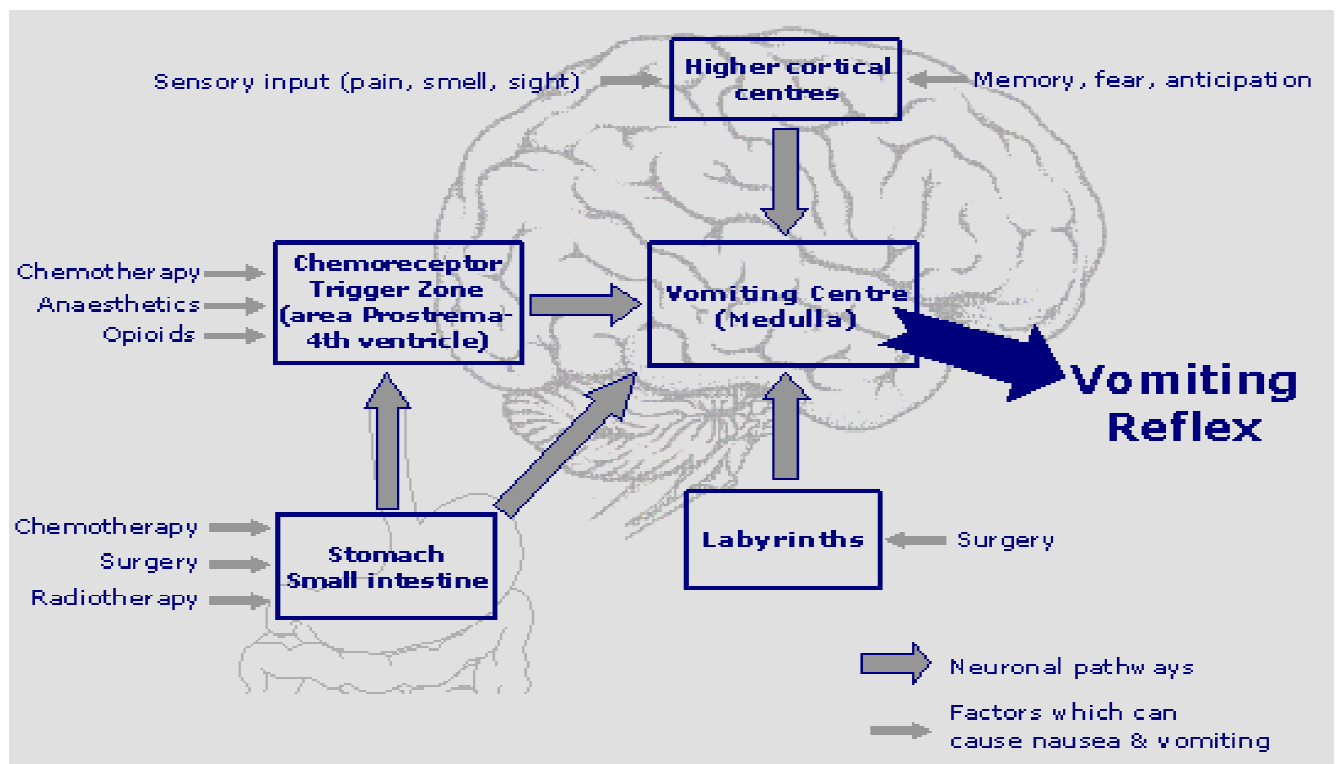 Sensory input (pain, smell, sight)
Higher cortical
centres
Memory, fear, anticipation
Chemotherapy
Anaesthetics
Opioids
Chemoreceptor
Trigger Zone
(area Prostrema-
4th ventricle)
Vomiting Centre
(Medulla)
Vomiting
Reflex
Chemotherapy
Surgery
Radiotherapy
Stomach
Small intestine
Labyrinths
Surgery
Neuronal pathways
Factors which can
cause nausea & vomiting